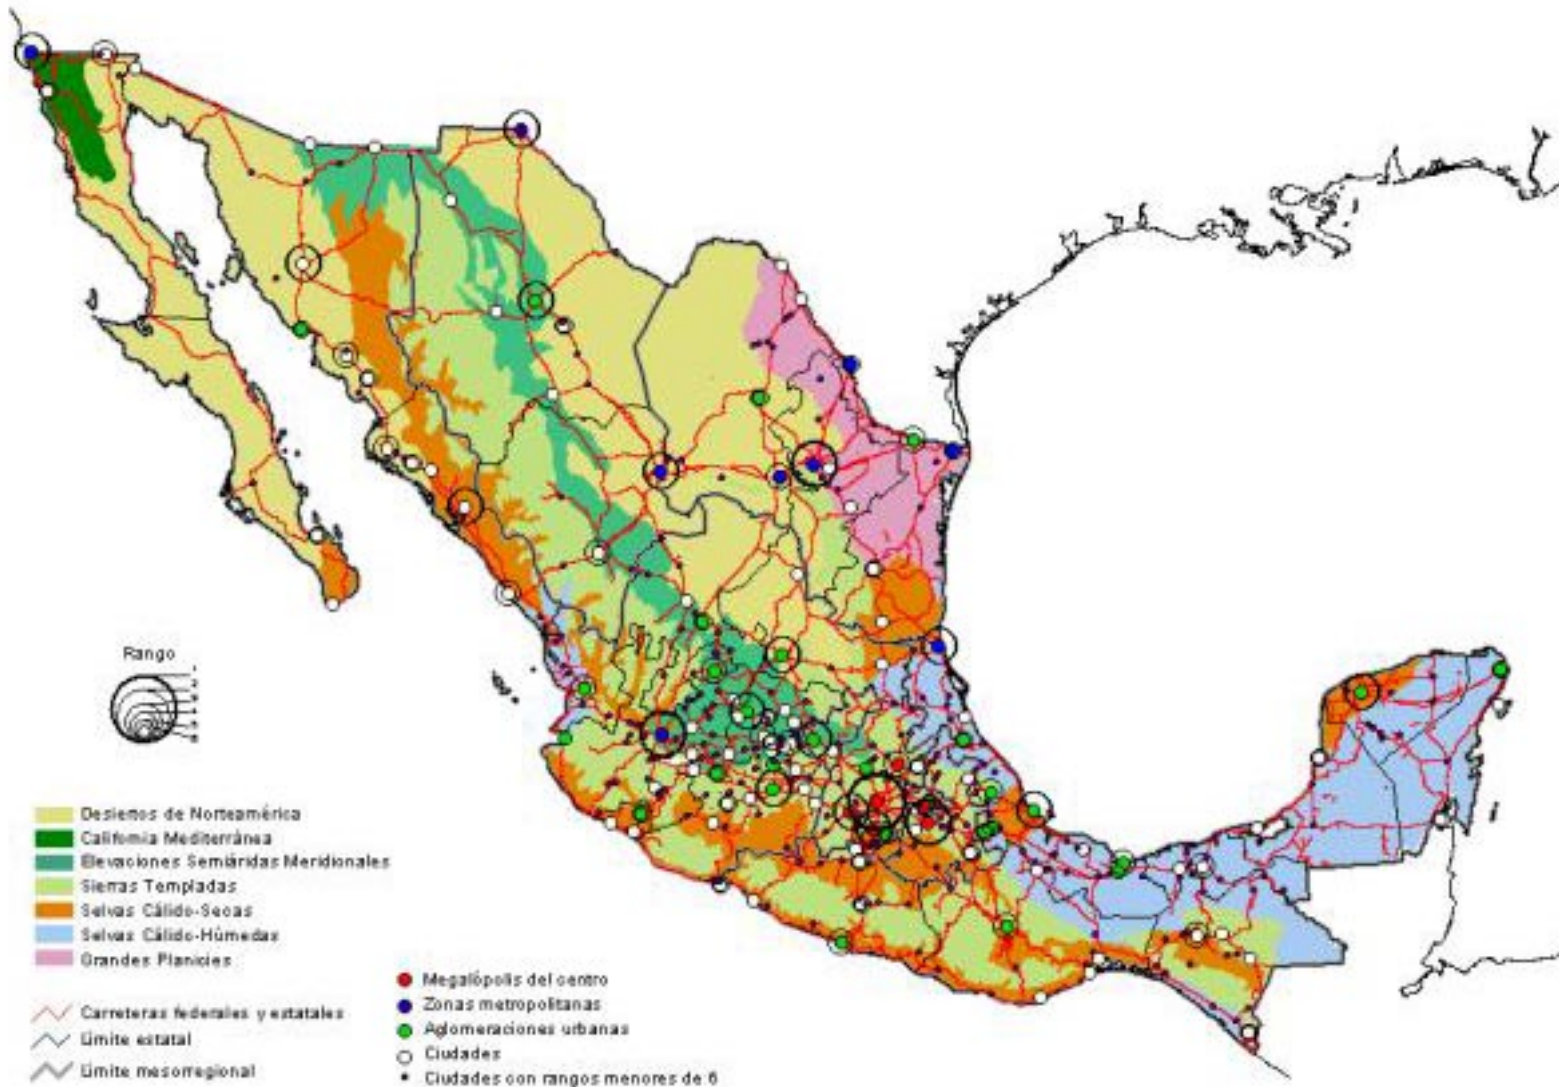 Rango
1
2
Desiertos de Norteamérica
California Mediterránea
Elevaciones Semiáridas Meridionales
Sierras Templadas
Selvas Cálido-Secas
Selvas Cálido-Húmedas
Grandes Planicies
Carreteras federales y estatales
Límite estatal
Límite mesorregional
Megalópolis del centro
Zonas metropolitanas
Aglomeraciones urbanas
Ciudades
Ciudades con rangos menores de 6